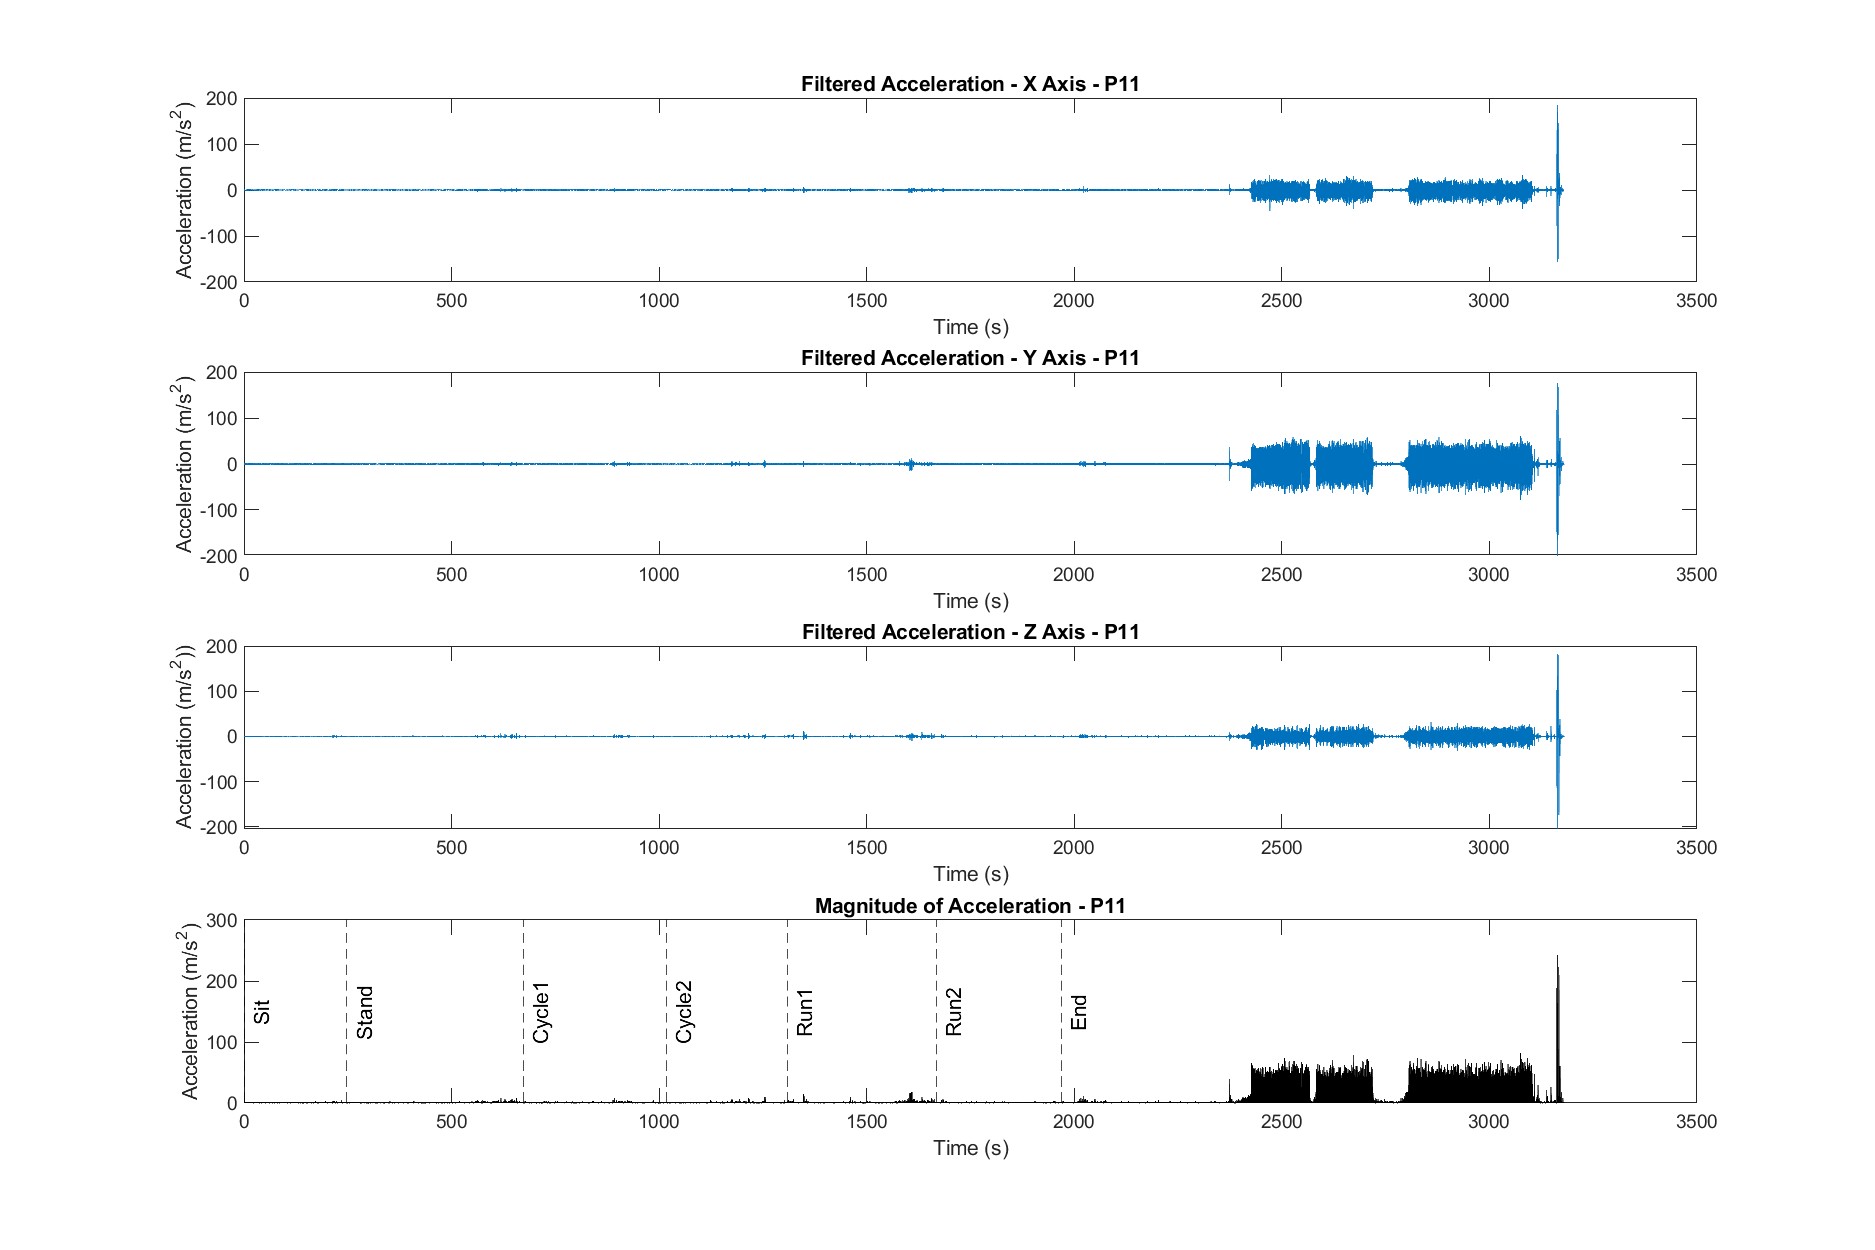 Filtered Acceleration - X Axis - P11
Acceleration (m/s²)
200
100
0
-100
-200
0 500 1000 1500 2000 2500 3000 3500
Time (s)
Filtered Acceleration - Y Axis - P11
Acceleration (m/s²)
200
100
0
-100
-200
0 500 1000 1500 2000 2500 3000 3500
Time (s)
Filtered Acceleration - Z Axis - P11
Acceleration (m/s²))
200
100
0
-100
-200
0 500 1000 1500 2000 2500 3000 3500
Time (s)
Magnitude of Acceleration - P11
Acceleration (m/s²)
300
200
100
0
Sit
Stand
Cycle1
Cycle2
Run1
Run2
End
0 500 1000 1500 2000 2500 3000 3500
Time (s)